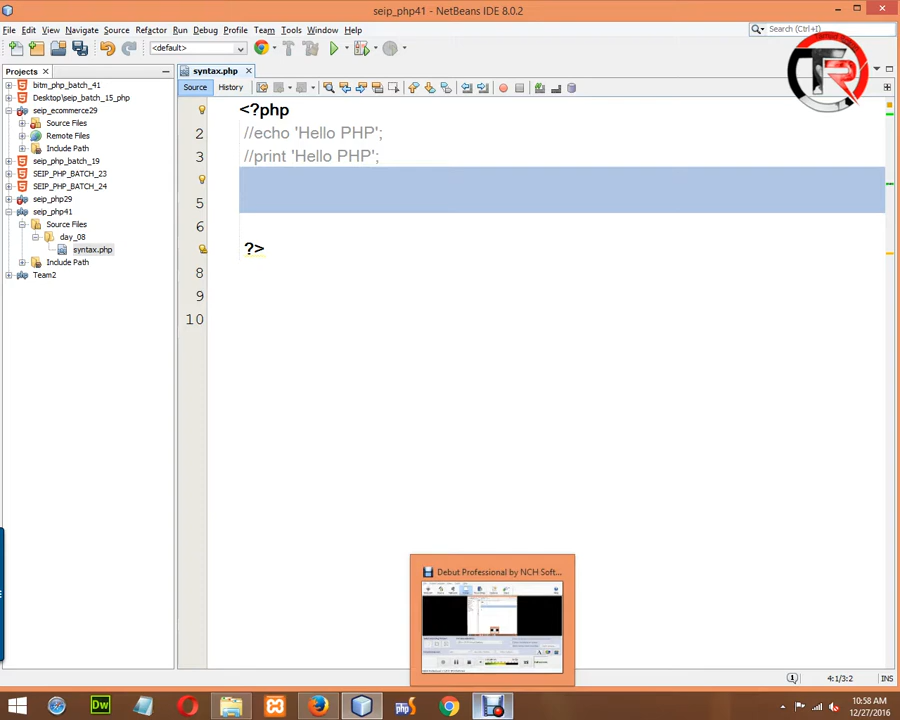 seip_php41 - NetBeans IDE 8.0.2
File Edit View Navigate Source Refactor Run Debug Profile Team Tools Window Help
Search (Ctrl+I)
<default>
Projects
syntax.php
Source History
bitm_php_batch_41
Desktop\seip_batch_15_php
seip_ecommerce29
Source Files
Remote Files
Include Path
seip_php_batch_19
SEIP_PHP_BATCH_23
SEIP_PHP_BATCH_24
seip_php29
seip_php41
Source Files
day_08
syntax.php
Include Path
Team2
<?php
2 //echo 'Hello PHP';
3 //print 'Hello PHP';
5
6
?>
8
9
10
TR
Debut Professional by NCH Soft...
4:1/3:2 INS
Dw
php
10:58 AM
12/27/2016